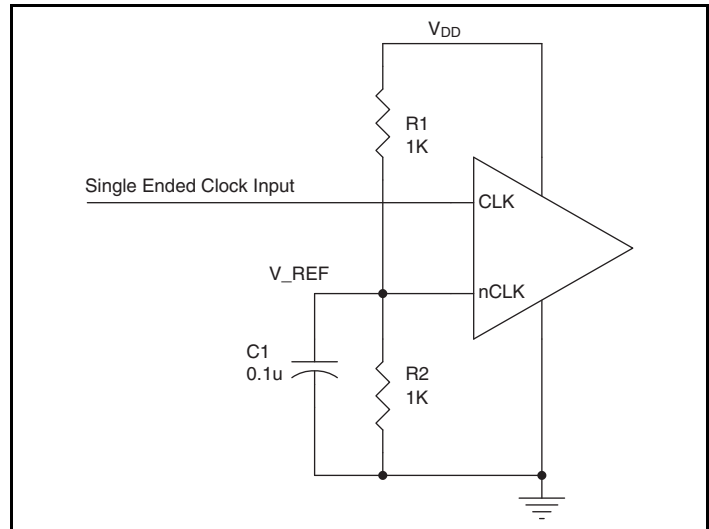 VDD
R1
1K
Single Ended Clock Input
CLK
V_REF
nCLK
C1
0.1u
R2
1K